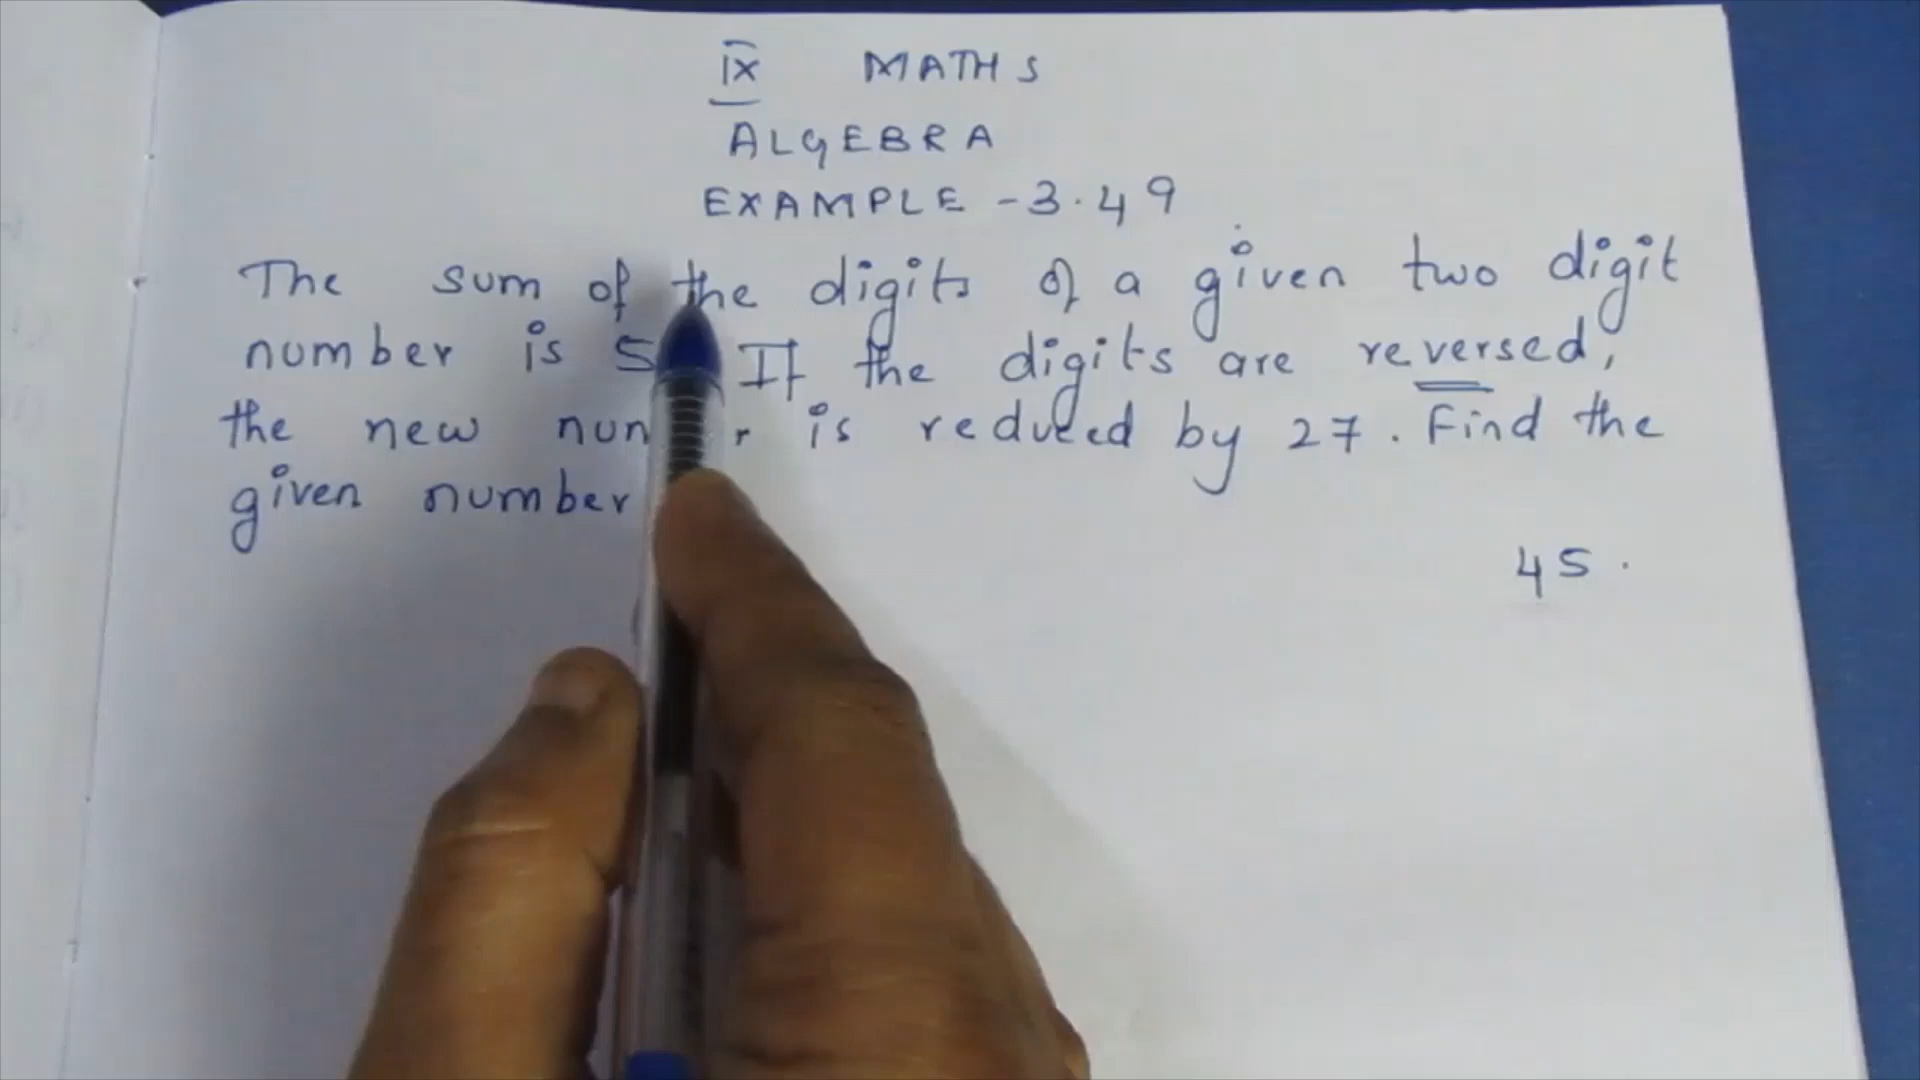 IX MATHS
ALGEBRA
EXAMPLE - 3.49
The sum of the digits of a given two digit
number is 5 If the digits are reversed,
the new is reduced by 27. Find the
given number
45.